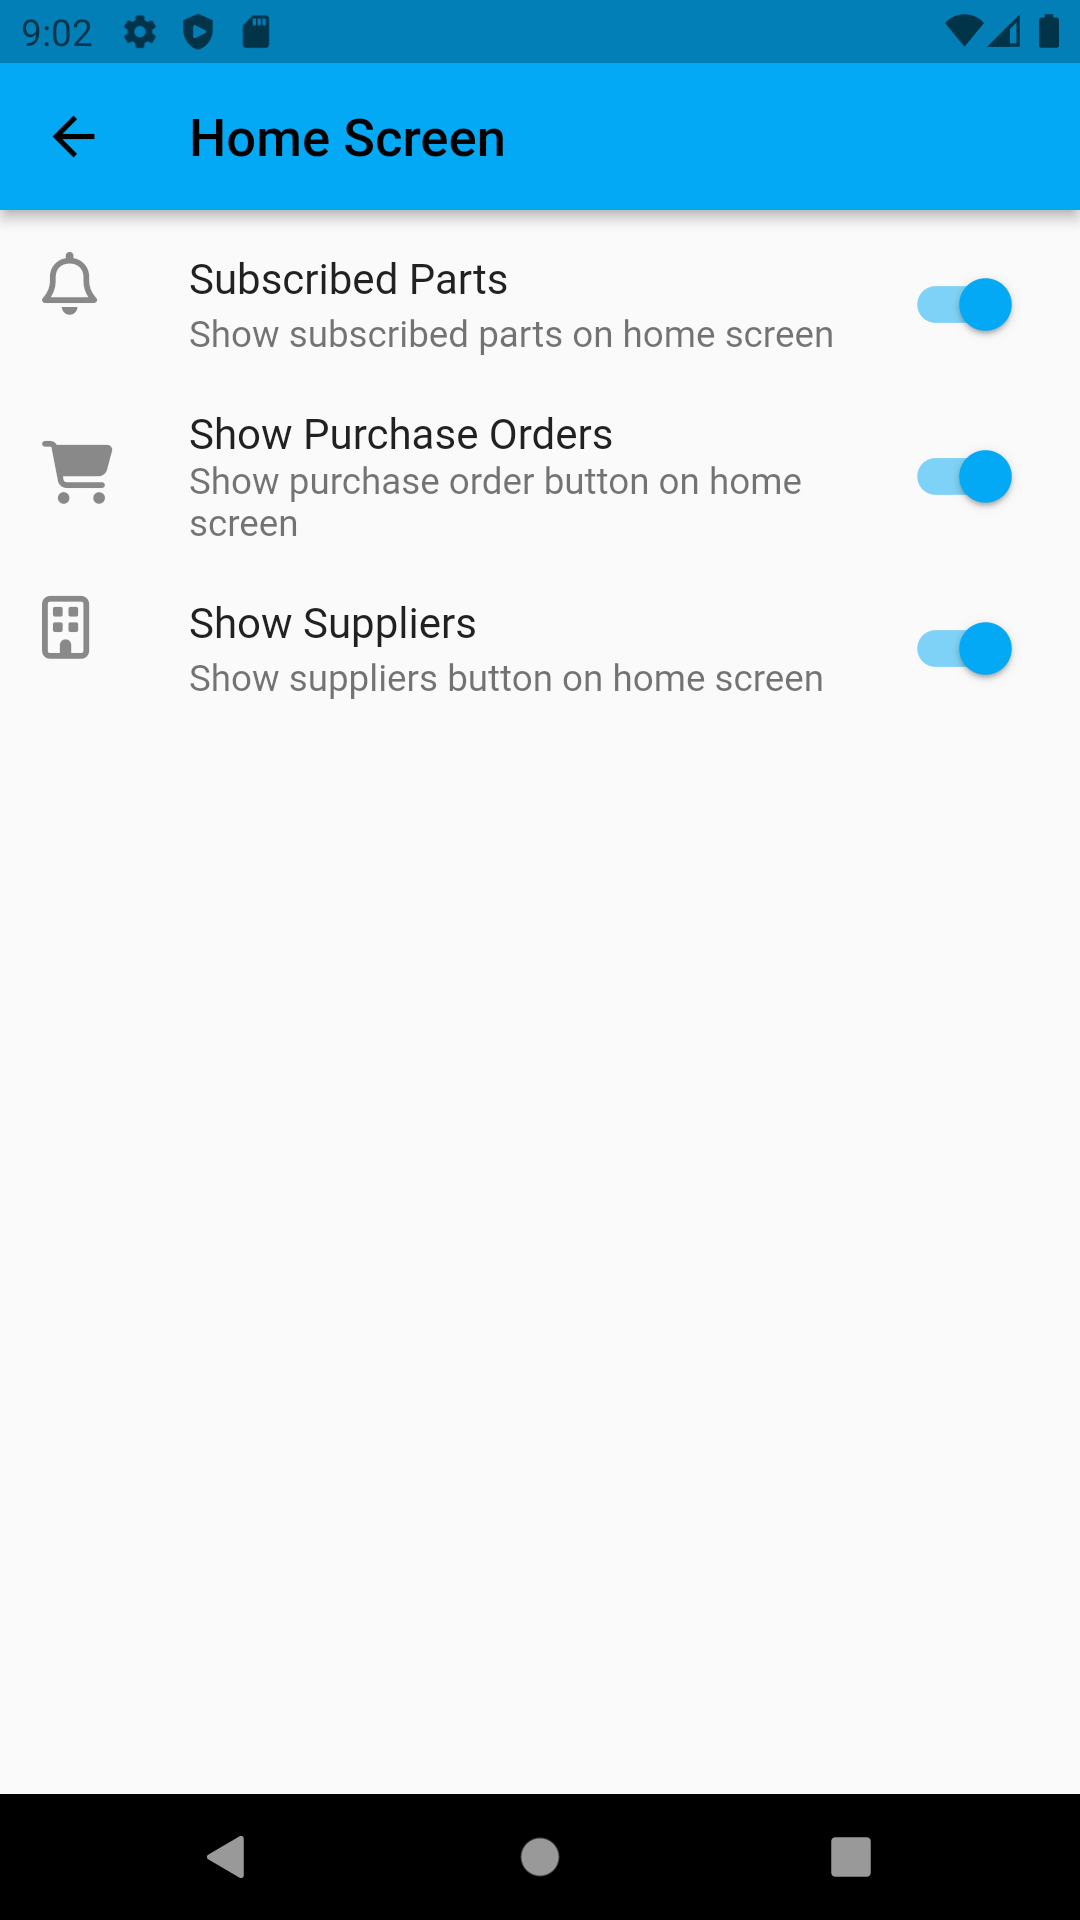 9:02
Home Screen
Subscribed Parts
Show subscribed parts on home screen
Show Purchase Orders
Show purchase order button on home
screen
Show Suppliers
Show suppliers button on home screen